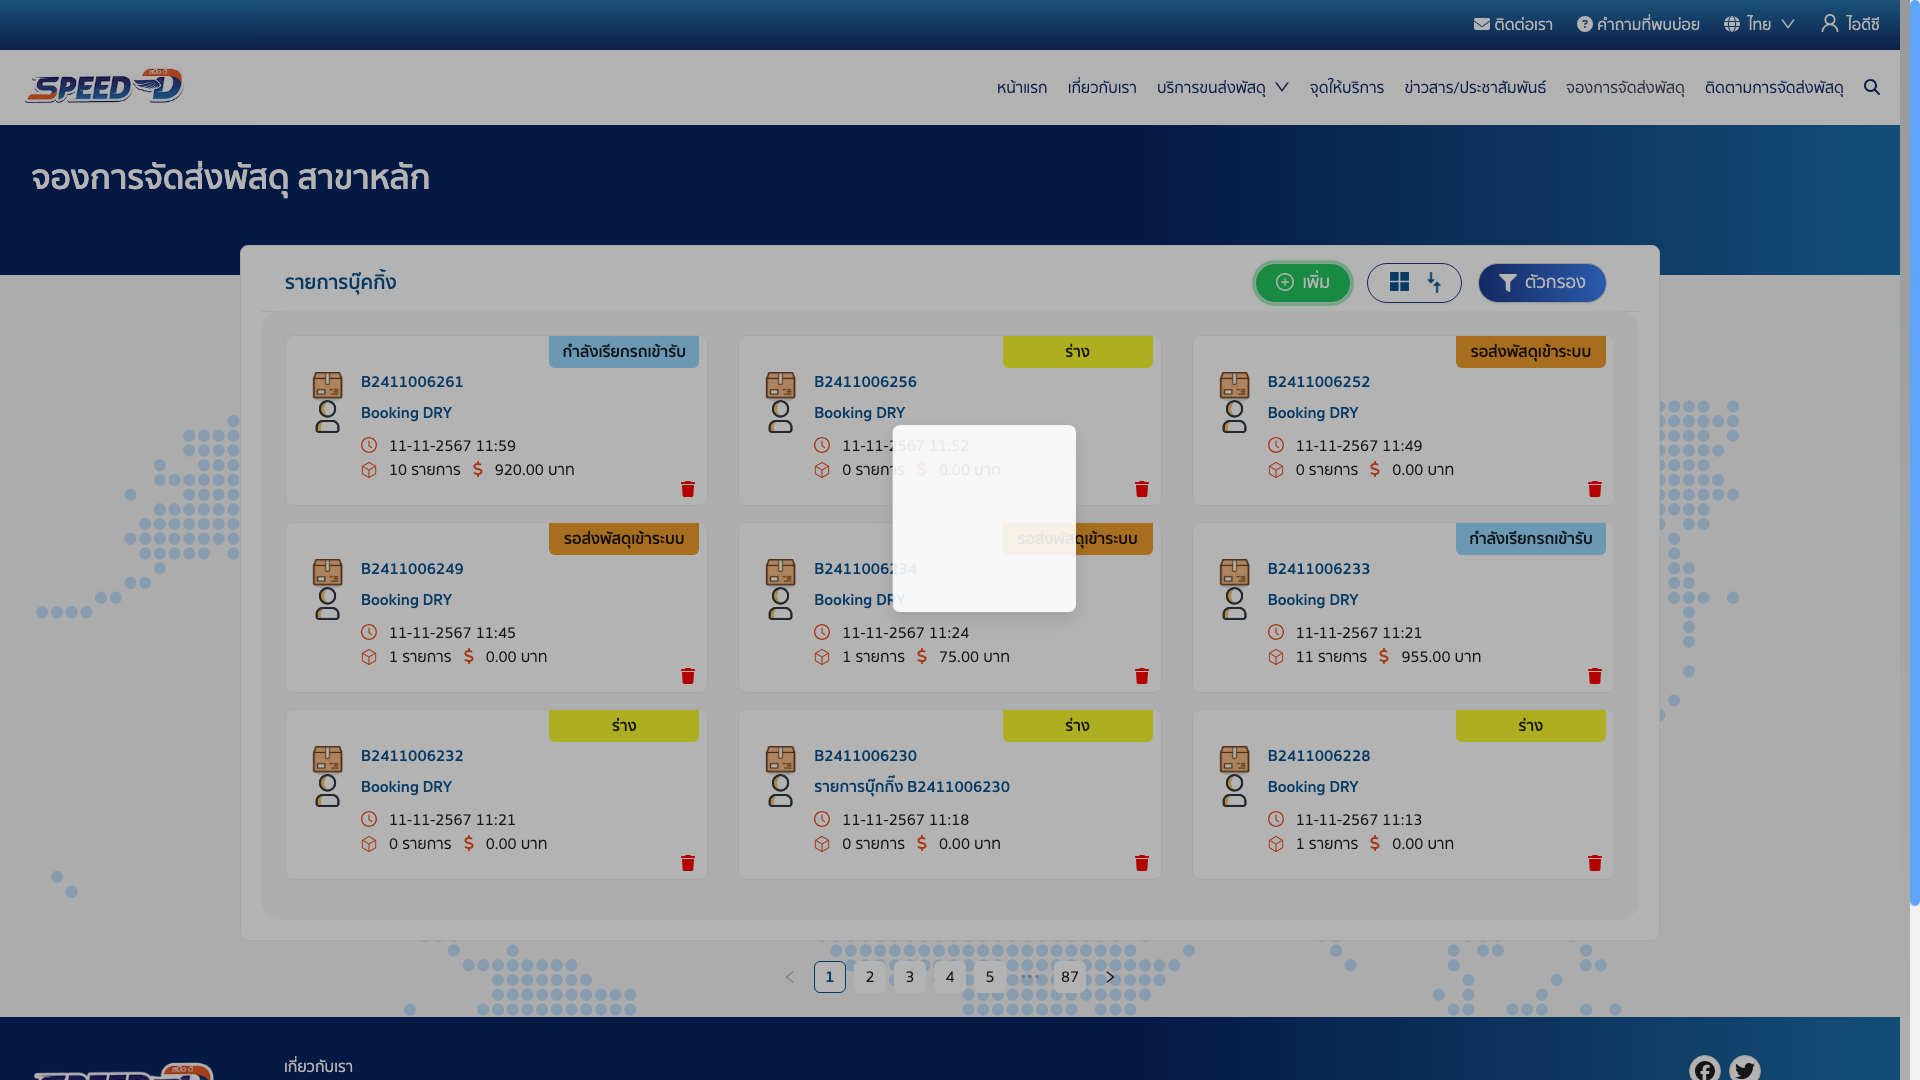 ติดต่อเรา คำถามที่พบบ่อย ไทย ไอดีซี
SPEED D
หน้าแรก เกี่ยวกับเรา บริการขนส่งพัสดุ จุดให้บริการ ข่าวสาร/ประชาสัมพันธ์ จองการจัดส่งพัสดุ ติดตามการจัดส่งพัสดุ
จองการจัดส่งพัสดุ สาขาหลัก
รายการบุ๊คกิ้ง
เพิ่ม
ตัวกรอง
กำลังเรียกรถเข้ารับ
B2411006261
Booking DRY
11-11-2567 11:59
10 รายการ 920.00 บาท
ร่าง
B2411006256
Booking DRY
11-11-2567 11:52
0 รายการ 0.00 บาท
รอส่งพัสดุเข้าระบบ
B2411006252
Booking DRY
11-11-2567 11:49
0 รายการ 0.00 บาท
รอส่งพัสดุเข้าระบบ
B2411006249
Booking DRY
11-11-2567 11:45
1 รายการ 0.00 บาท
รอส่งพัสดุเข้าระบบ
B2411006234
Booking DRY
11-11-2567 11:24
1 รายการ 75.00 บาท
กำลังเรียกรถเข้ารับ
B2411006233
Booking DRY
11-11-2567 11:21
11 รายการ 955.00 บาท
ร่าง
B2411006232
Booking DRY
11-11-2567 11:21
0 รายการ 0.00 บาท
ร่าง
B2411006230
รายการบุ๊กกิ๊ง B2411006230
11-11-2567 11:18
0 รายการ 0.00 บาท
ร่าง
B2411006228
Booking DRY
11-11-2567 11:13
1 รายการ 0.00 บาท
1 2 3 4 5 ••• 87
เกี่ยวกับเรา
SPEED D